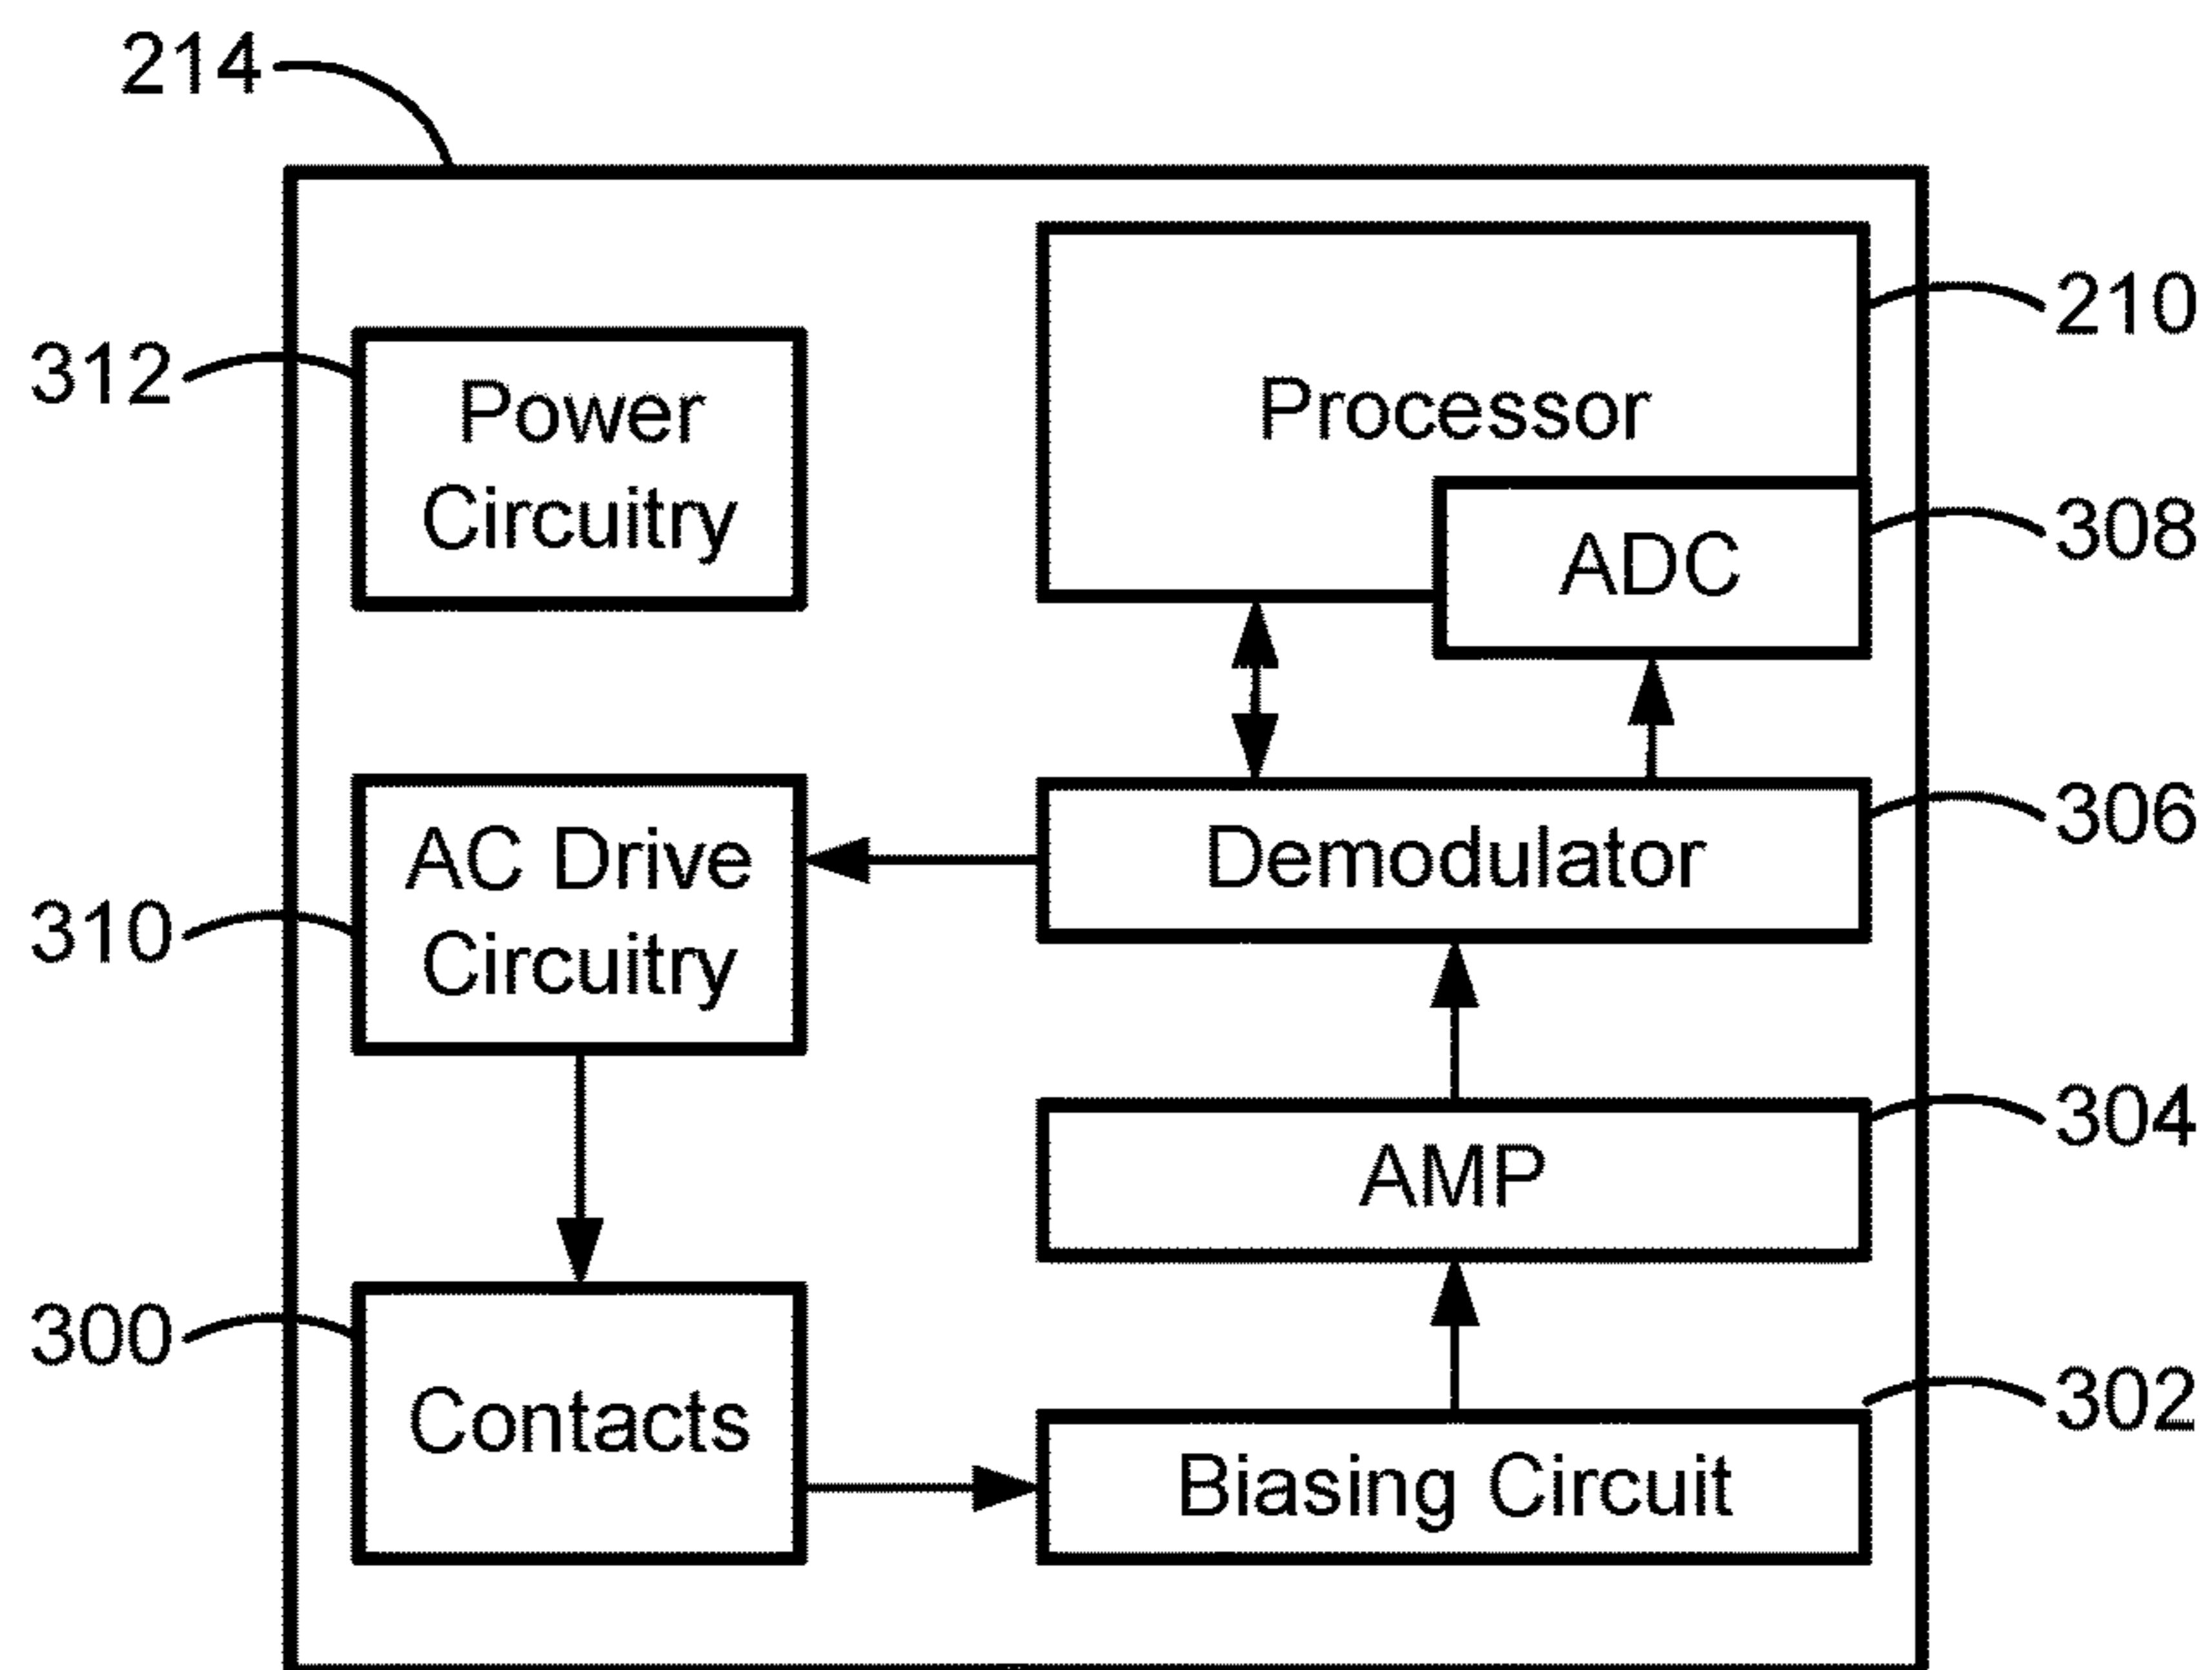 214
210
312
Power
Circuitry
Processor
308
ADC
306
AC Drive
Circuitry
Demodulator
310
304
AMP
300
Contacts
302
Biasing Circuit